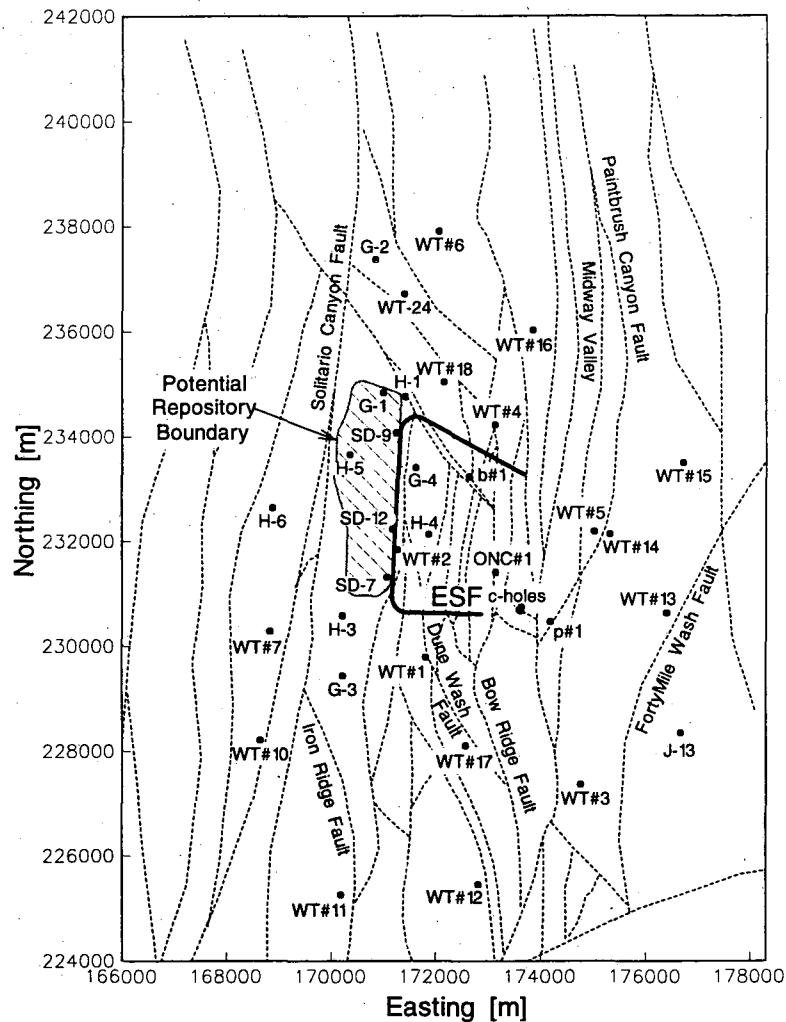 242000
240000
238000
236000
234000
232000
230000
228000
226000
224000
Northing [m]
166000
168000
170000
172000
174000
176000
178000
Easting [m]
Paintbrush Canyon Fault
WT#6
G-2
Solitario Canyon Fault
WT-24
Midway Valley
WT#16
WT#18
H-1
Potential
Repository
Boundary
G-1
WT#4
SD-9
H-5
G-4
b#1
WT#15
H-6
SD-12
H-4
WT#5
WT#14
WT#2
ONC#1
SD-7
ESF
c-holes
WT#13
H-3
p#1
WT#7
FortyMile Wash Fault
WT#1
Dune Wash
Fault
G-3
Bow Ridge Fault
Iron Ridge Fault
WT#10
WT#17
J-13
WT#3
WT#11
WT#12